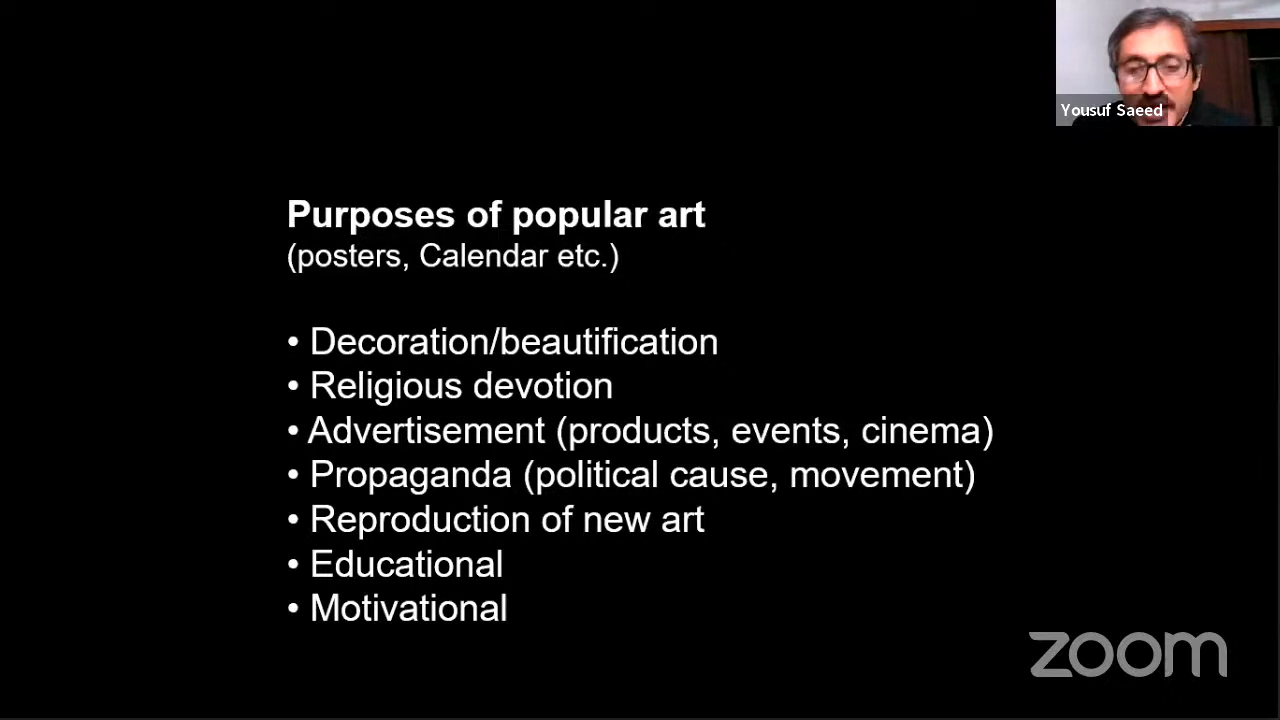 Yousuf Saeed
Purposes of popular art
(posters, Calendar etc.)
• Decoration/beautification
• Religious devotion
• Advertisement (products, events, cinema)
• Propaganda (political cause, movement)
• Reproduction of new art
• Educational
• Motivational
zoom